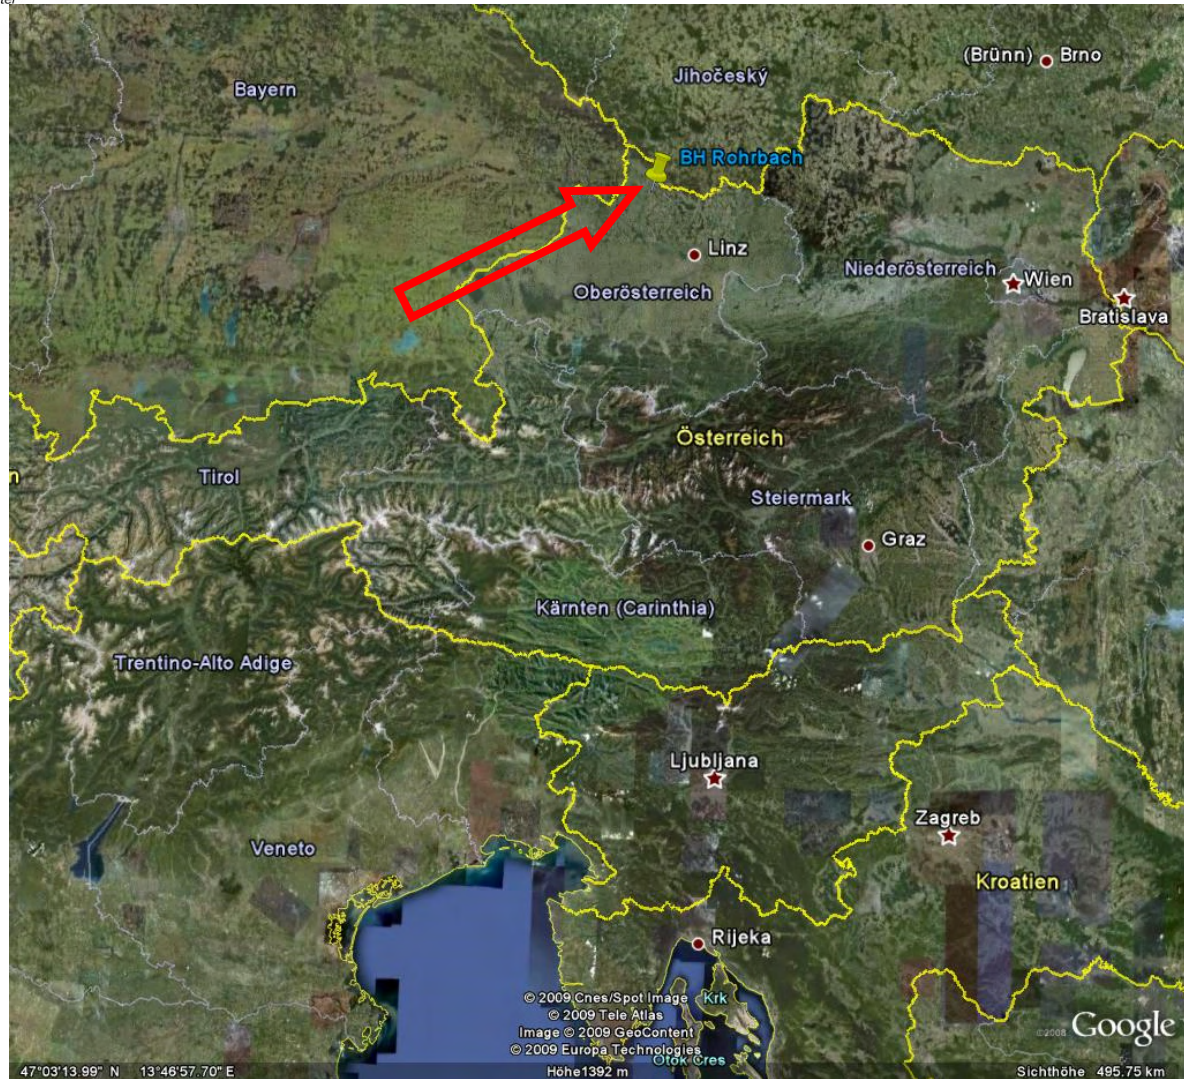 (Brünn) Brno
Jihočeský
Bayern
BH Rohrbach
Linz
Niederösterreich
Wien
Oberösterreich
Bratislava
Österreich
Tirol
n
Steiermark
Graz
Kärnten (Carinthia)
Trentino-Alto Adige
Ljubljana
Zagreb
Veneto
Kroatien
Rijeka
© 2009 Cnes/Spot Image
Krk
© 2009 Tele Atlas
Image © 2009 GeoContent
© 2009 Europa Technologies
©2008 Google
Otok Cres
47°03'13.99" N 13°46'57.70" E
Höhe1392 m
Sichthöhe 495.75 km